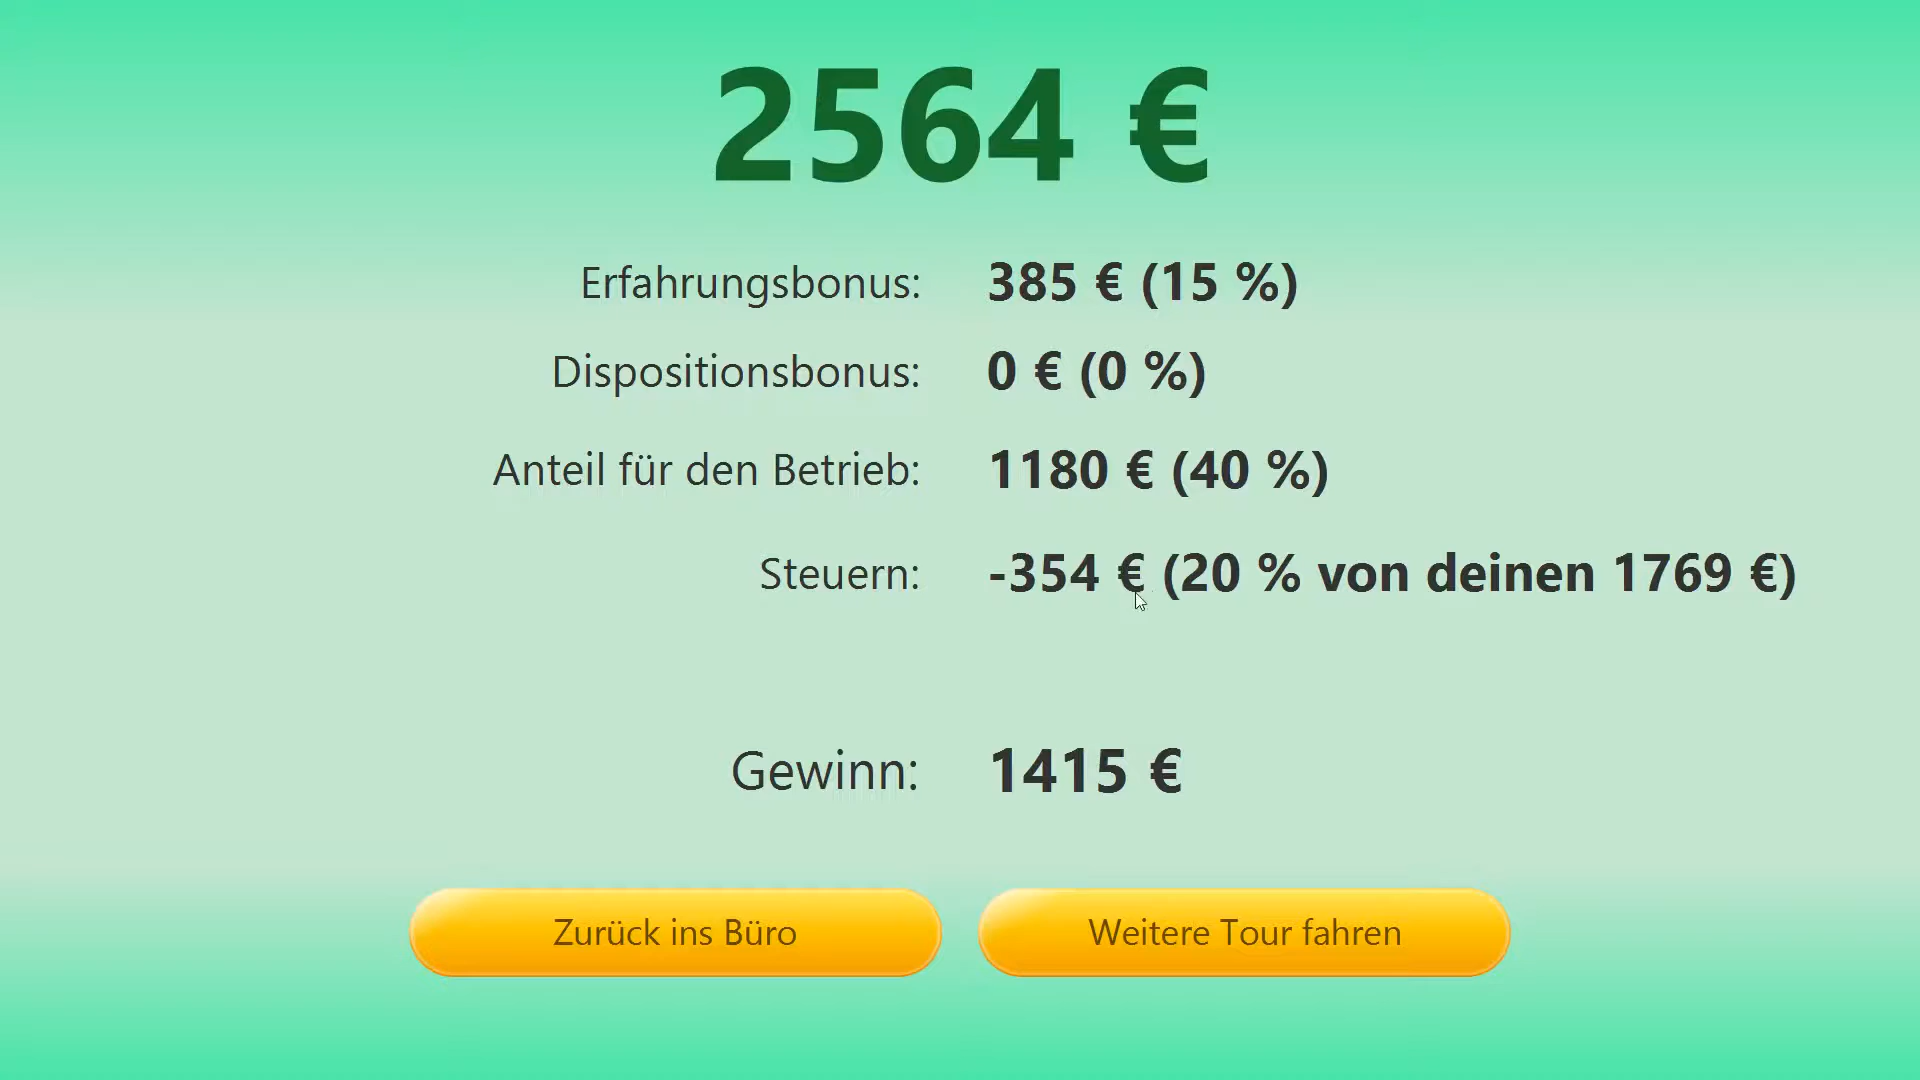 2564 €
Erfahrungsbonus: 385 € (15 %)
Dispositionsbonus: 0 € (0 %)
Anteil für den Betrieb: 1180 € (40 %)
Steuern: -354 € (20 % von deinen 1769 €)
Gewinn: 1415 €
Zurück ins Büro
Weitere Tour fahren